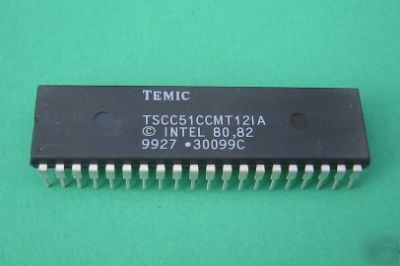 TEMIC
TSCC51CCMT12IA
© INTEL 80,82
9927 •30099C